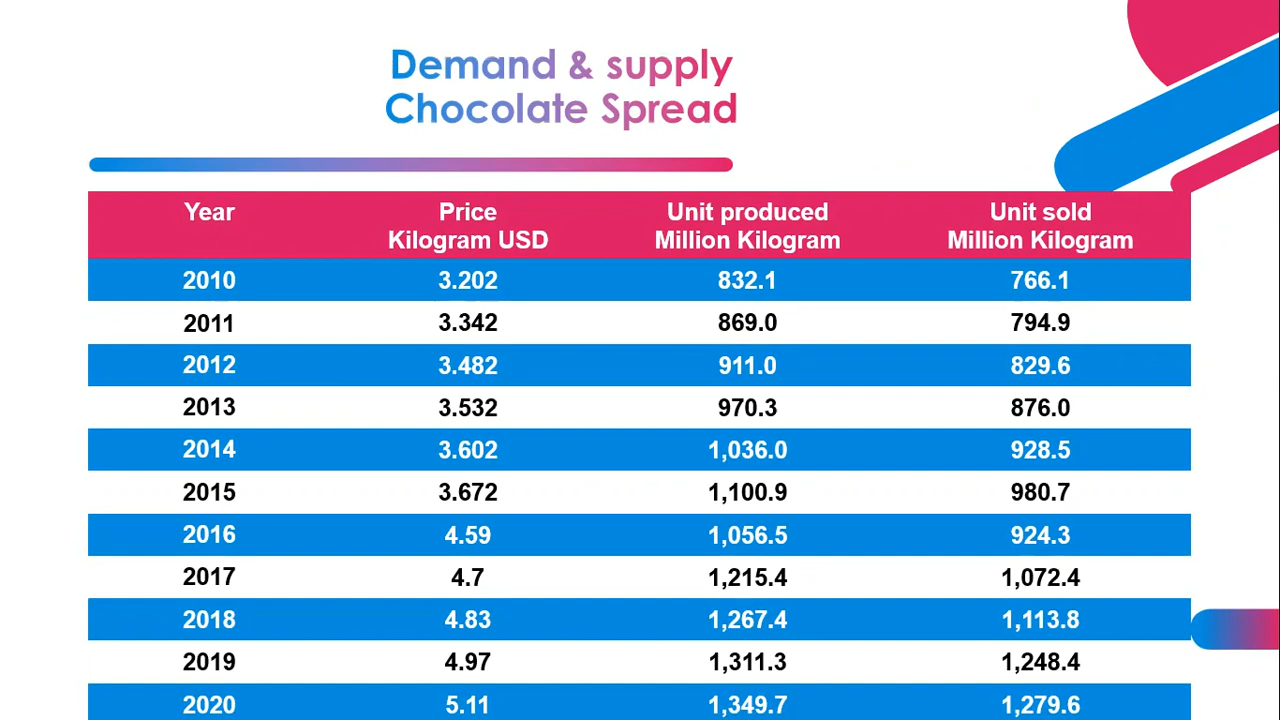 Demand & supply
Chocolate Spread
Year Price Unit produced Unit sold
Kilogram USD Million Kilogram Million Kilogram
2010 3.202 832.1 766.1
2011 3.342 869.0 794.9
2012 3.482 911.0 829.6
2013 3.532 970.3 876.0
2014 3.602 1,036.0 928.5
2015 3.672 1,100.9 980.7
2016 4.59 1,056.5 924.3
2017 4.7 1,215.4 1,072.4
2018 4.83 1,267.4 1,113.8
2019 4.97 1,311.3 1,248.4
2020 5.11 1,349.7 1,279.6